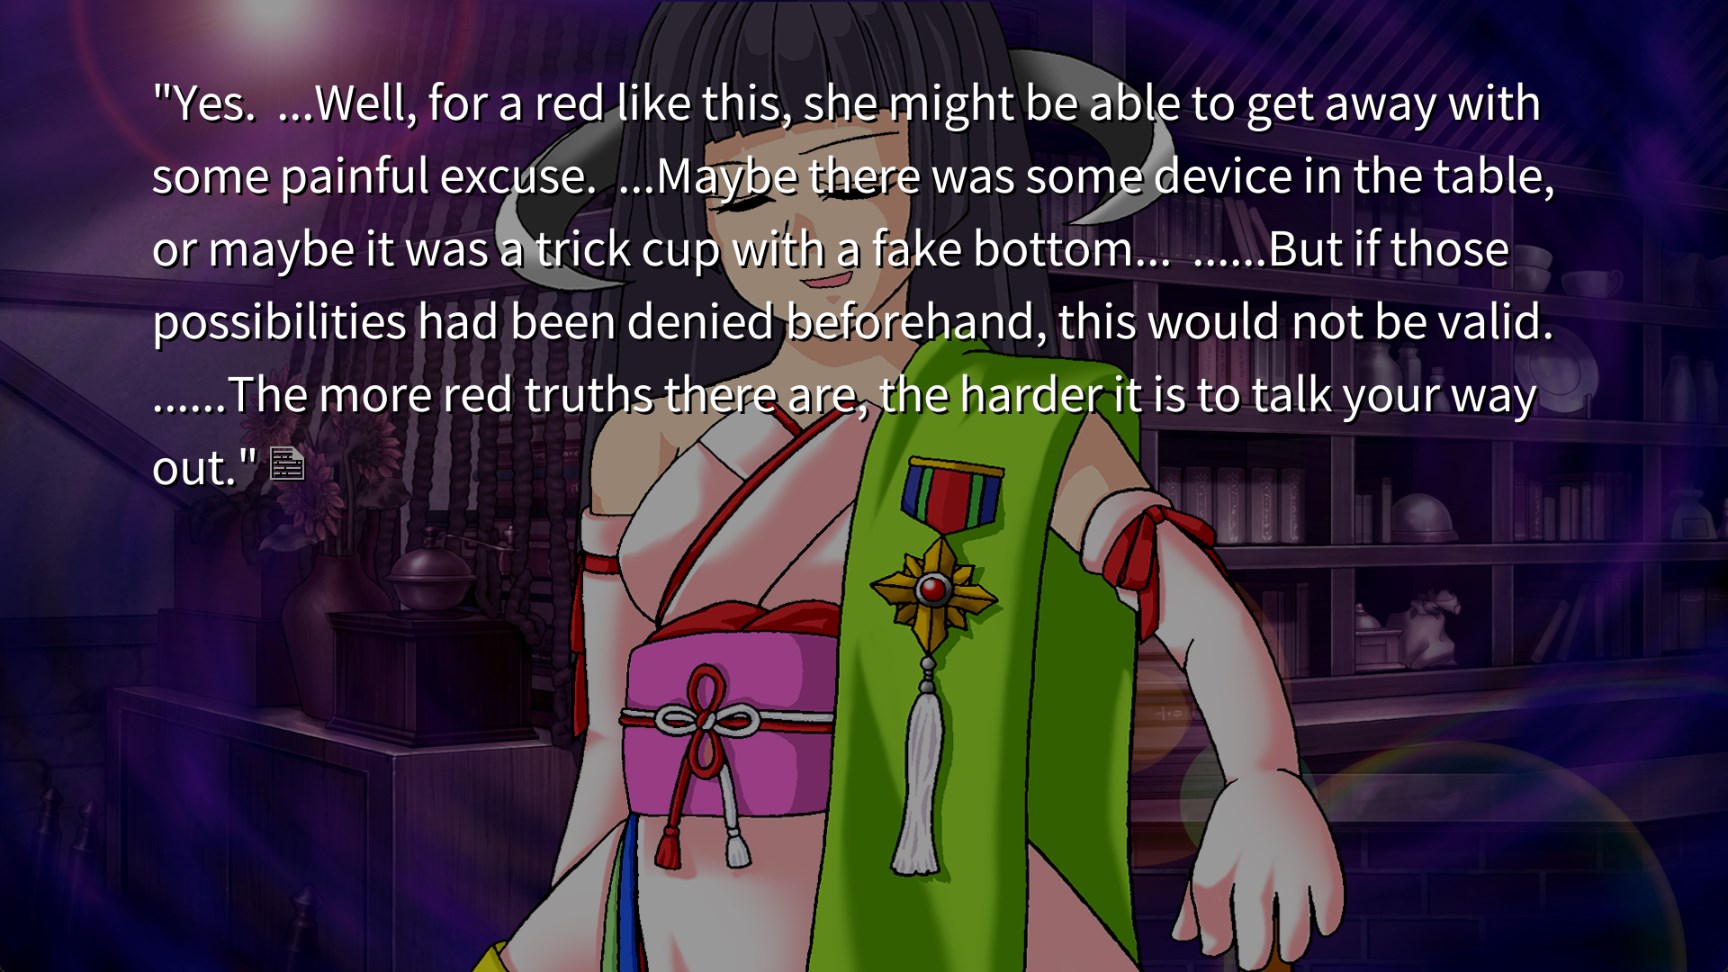 "Yes.  ...Well, for a red like this, she might be able to get away with
some painful excuse.  ...Maybe there was some device in the table,
or maybe it was a trick cup with a fake bottom...  ......But if those
possibilities had been denied beforehand, this would not be valid.
......The more red truths there are, the harder it is to talk your way
out."